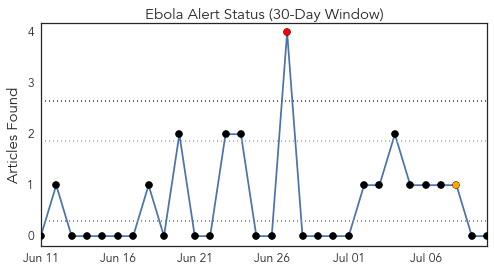 Ebola Alert Status (30-Day Window)
Articles Found
4
3
2
1
0
Jun 11
Jun 16
Jun 21
Jun 26
Jul 01
Jul 06